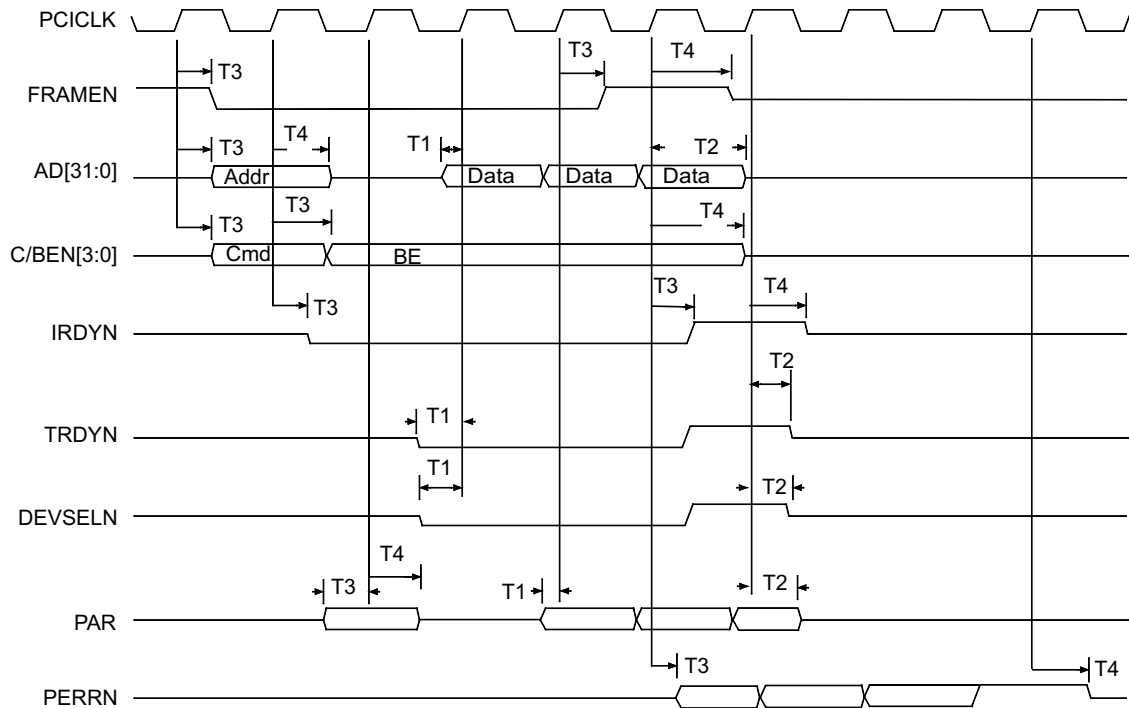 PCICLK
T3
T3
T4
FRAMEN
T3
T4
T1
T2
AD[31:0]
Addr
Data
Data
Data
T3
T3
T4
C/BEN[3:0]
Cmd
BE
T3
T3
T4
IRDYN
T2
T1
TRDYN
T1
T2
DEVSELN
T4
T3
T1
T2
PAR
T3
T4
PERRN